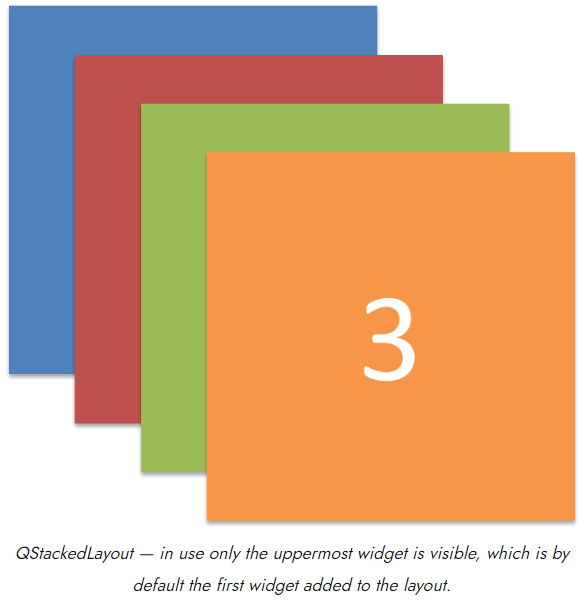 3
QStackedLayout — in use only the uppermost widget is visible, which is by
default the first widget added to the layout.